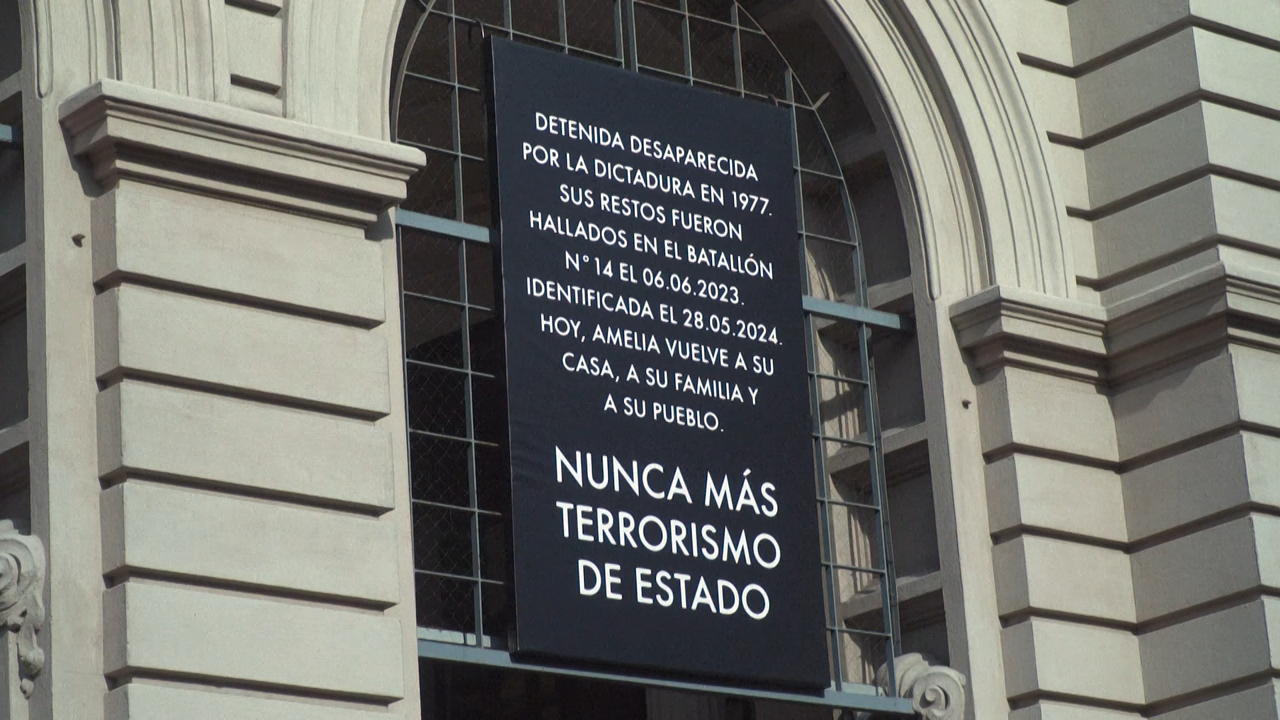 DETENIDA DESAPARECIDA
POR LA DICTADURA EN 1977.
SUS RESTOS FUERON
HALLADOS EN EL BATALLÓN
N° 14 EL 06.06.2023.
IDENTIFICADA EL 28.05.2024.
HOY, AMELIA VUELVE A SU
CASA, A SU FAMILIA Y
A SU PUEBLO.
NUNCA MÁS
TERRORISMO
DE ESTADO